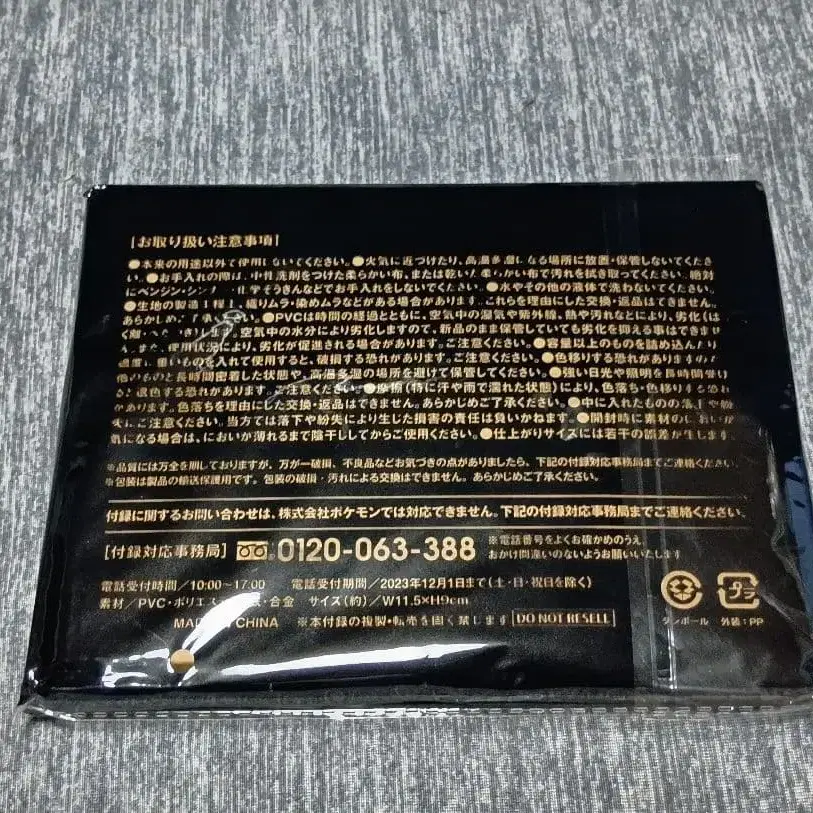 [お取り扱い注意事項]
●本来の用途以外で使用しないでください。●火気に近づけたり、高温多湿になる場所に放置・保管しないでください。
●お手入れの際は、中性洗剤をつけた柔らかい布、または乾いた柔らかい布で汚れを拭き取ってください。絶対
にベンジン・シンナー 化学ぞうきんなどでお手入れをしないでください。●水やその他の液体で洗わないでください。
●生地の製造工程上、織りムラ・染めムラなどがある場合があります。これらを理由にした交換・返品はできません。
あらかじめご了承ください。●PVCは時間の経過とともに、空気中の湿気や紫外線、熱や汚れなどにより、劣化(は
空気中の水分により劣化しますので、新品のまま保管していても劣化を抑える事はできませ
また、使用状況により、劣化が促進される場合があります。ご注意ください。●容量以上のものを詰め込んだり
重いものを入れて使用すると、破損する恐れがあります。ご注意ください。●色移りする恐れがありますの
他のものと長時間密着した状態や、高温多湿の場所を避けて保管してください。●強い日光や照明を長時間受け
退色する恐れがあります。ご注意ください。●摩擦(特に汗や雨で濡れた状態)により、色落ち・色移りする恐れ
があります。色落ちを理由にした交換・返品はできません。あらかじめご了承ください。●中に入れたものの落下や紛
失にご注意ください。当方では落下や紛失により生じた損害の責任は負いかねます。●開封時に素材のにおいが
気になる場合は、においが薄れるまで陰干ししてからご使用ください。●仕上がりサイズには若干の誤差が生じます。
※品質には万全を期しておりますが、万が一破損、不良品などお気づきの点がありましたら、下記の付録対応事務局までご連絡ください。
※包装は製品の輸送保護用です。包装の破損・汚れによる交換はできません。あらかじめご了承ください。
付録に関するお問い合わせは、株式会社ポケモンでは対応できません。下記の付録対応事務局までご連絡ください。
[付録対応事務局] 0120-063-388 ※電話番号をよくお確かめのうえ、
おかけ間違いのないようお願いいたします
電話受付時間/10:00〜17:00 電話受付期間/2023年12月1日まで(土・日・祝日を除く)
素材/PVC・ポリエス 合金 サイズ(約)/W11.5×H9cm
MADE IN CHINA ※本付録の複製・転売を固く禁じます DO NOT RESELL
プラ
ダンボール 外装:PP